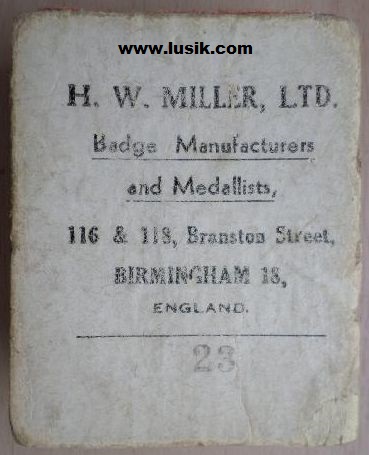 www.lusik.com
H. W. MILLER, LTD.
Badge Manufacturers
and Medallists,
116 & 118, Branston Street,
BIRMINGHAM 18,
ENGLAND.
23